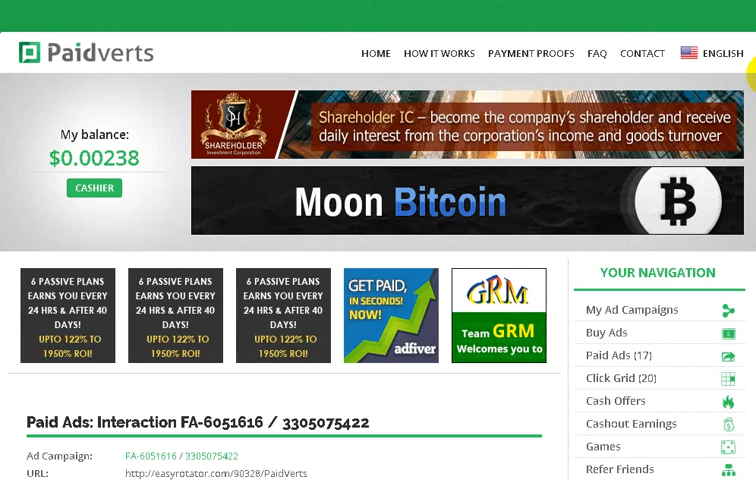 Paidverts
HOME HOW IT WORKS PAYMENT PROOFS FAQ CONTACT ENGLISH
My balance:
$0.00238
CASHIER
SH
SHAREHOLDER
Investment Corporation
Shareholder IC – become the company's shareholder and receive
daily interest from the corporation's income and goods turnover
Moon Bitcoin
6 PASSIVE PLANS
EARNS YOU EVERY
24 HRS & AFTER 40
DAYS!
UPTO 122% TO
1950% ROI!
6 PASSIVE PLANS
EARNS YOU EVERY
24 HRS & AFTER 40
DAYS!
UPTO 122% TO
1950% ROI!
6 PASSIVE PLANS
EARNS YOU EVERY
24 HRS & AFTER 40
DAYS!
UPTO 122% TO
1950% ROI!
GET PAID,
IN SECONDS!
NOW!
adfiver
GRM
Team GRM
Welcomes you to
YOUR NAVIGATION
My Ad Campaigns
Buy Ads
Paid Ads (17)
Click Grid (20)
Cash Offers
Cashout Earnings
Games
Refer Friends
Paid Ads: Interaction FA-6051616 / 3305075422
Ad Campaign: FA-6051616 / 3305075422
URL: http://easyrotator.com/90328/PaidVerts